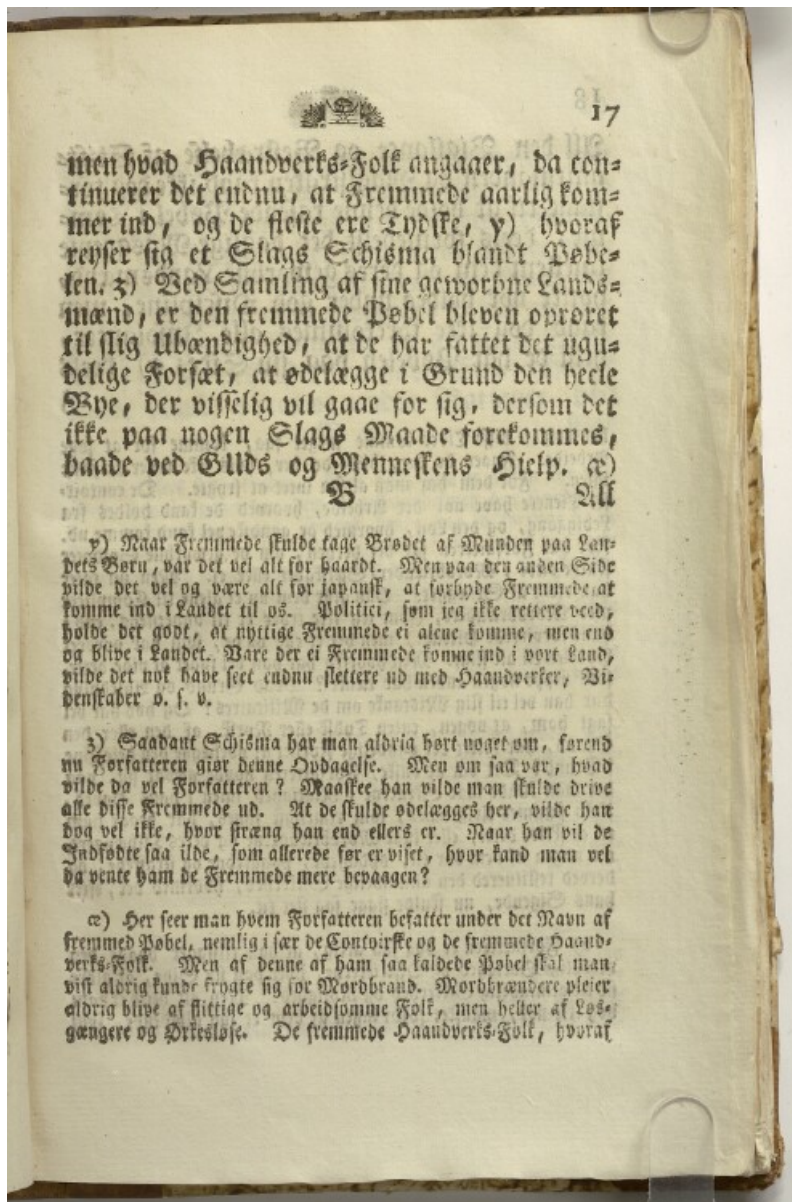 17
men hvad Haandverks-Folk angaaer, da con-
tinuerer det endnu, at Fremmede aarlig kom-
mer ind, og de fleste ere Tydske, y) hvoraf
reyser sig et Slags Schisma blandt Pøbe-
len. z) Ved Samling af sine geworbne Lands-
mænd, er den fremmede Pøbel bleven oprøret
til slig Ubændighed, at de har fattet det ugu-
delige Forsæt, at ødelægge i Grund den heele
Bye, der visselig vil gaae for sig, dersom det
ikke paa nogen Slags Maade forekommes,
baade ved GUds og Menneskens Hielp. æ)
B All
y) Naar Fremmede skulde tage Brødet af Munden paa Lan-
dets Børn, var det vel alt for haardt. Men paa den anden Side
vilde det vel og være alt for japansk, at forbyde Fremmede at
komme ind i Landet til os. Politici, som jeg ikke rettere veed,
holde det godt, at nyttige Fremmede ei alene komme, men end
og blive i Landet. Vare der ei Fremmede komne ind i vort Land,
vilde det nok have seet endnu slettere ud med Haandverker, Vi-
denskaber o. s. v.
z) Saadant Schisma har man aldrig hørt noget om, førend
nu Forfatteren giør denne Opdagelse. Men om saa var, hvad
vilde da vel Forfatteren? Maaskee han vilde man skulde drive
alle disse Fremmede ud. At de skulde ødelægges her, vilde han
dog vel ikke, hvor stræng han end ellers er. Naar han vil de
Indfødte saa ilde, som allerede før er viset, hvor kand man vel
da vente ham de Fremmede mere bevaagen?
æ) Her seer man hvem Forfatteren befatter under det Navn af
fremmed Pøbel, nemlig i sær de Contoirske og de fremmede Haand-
verks-Folk. Men af denne af ham saa kaldede Pøbel skal man
vist aldrig kunde frygte sig for Mordbrand. Mordbrændere pleier
aldrig blive af flittige og arbeidsomme Folk, men heller af Løs-
gængere og Ørkesløse. De fremmede Haandverks-Folk, hvoraf